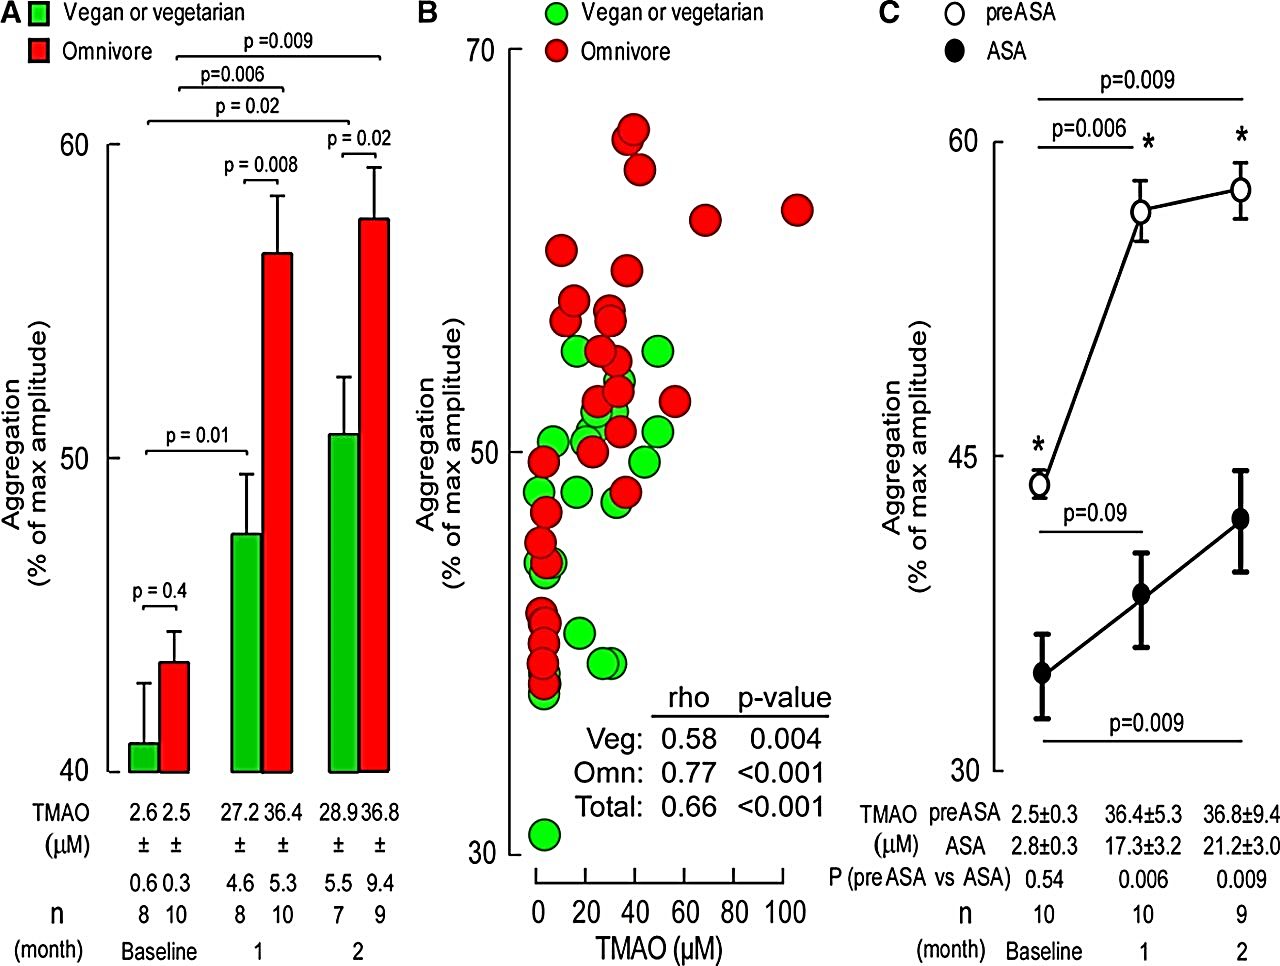 A
Vegan or vegetarian
Omnivore
p =0.009
p=0.006
p = 0.02
p = 0.02
p = 0.008
p = 0.01
p = 0.4
60
50
40
Aggregation
(% of max amplitude)
TMAO 2.6 2.5 27.2 36.4 28.9 36.8
(µM) ± ± ± ± ± ±
0.6 0.3 4.6 5.3 5.5 9.4
n 8 10 8 10 7 9
(month) Baseline 1 2
B
Vegan or vegetarian
Omnivore
70
50
30
Aggregation
(% of max amplitude)
rho p-value
Veg: 0.58 0.004
Omn: 0.77 <0.001
Total: 0.66 <0.001
0 20 40 60 80 100
TMAO (µM)
C
preASA
ASA
p=0.009
p=0.006 *
*
*
p=0.09
p=0.009
60
45
30
Aggregation
(% of max amplitude)
TMAO preASA 2.5±0.3 36.4±5.3 36.8±9.4
(µM) ASA 2.8±0.3 17.3±3.2 21.2±3.0
P (preASA vs ASA) 0.54 0.006 0.009
n 10 10 9
(month) Baseline 1 2